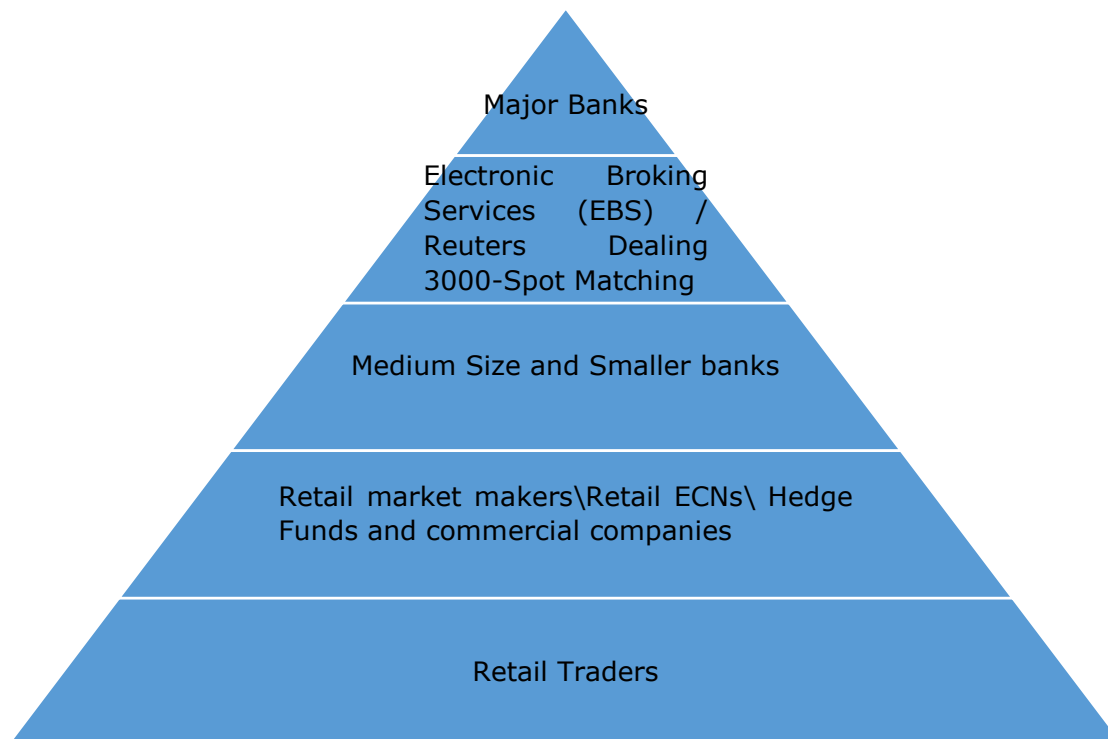 Major Banks
Electronic Broking
Services (EBS) /
Reuters Dealing
3000-Spot Matching
Medium Size and Smaller banks
Retail market makers\Retail ECNs\ Hedge
Funds and commercial companies
Retail Traders